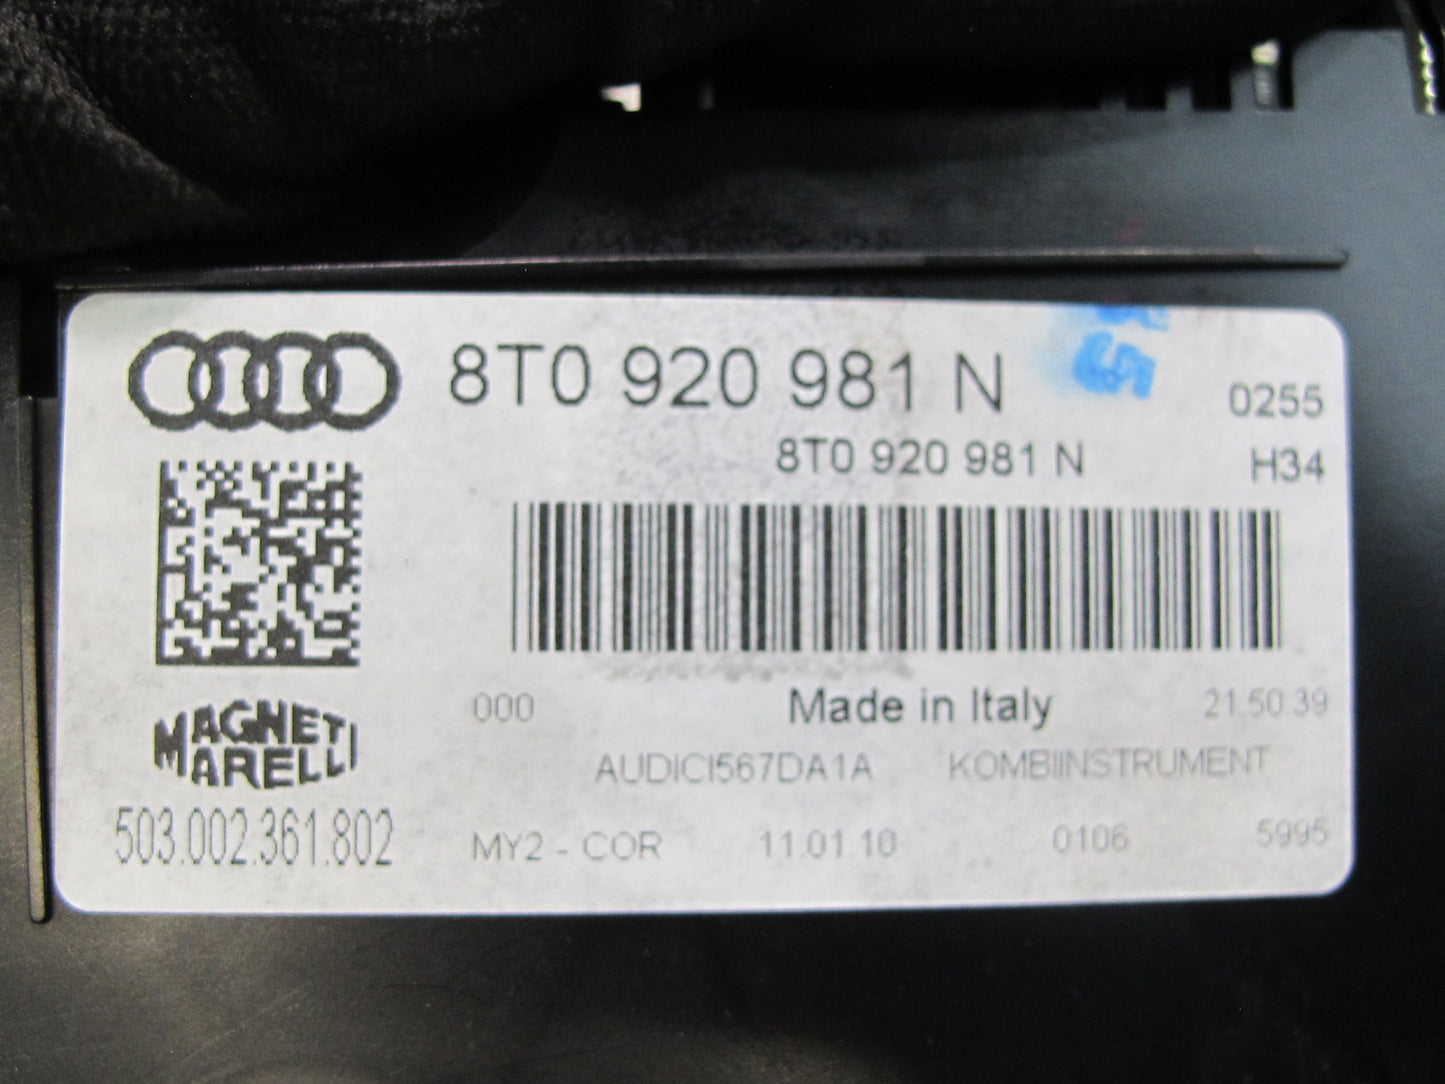 8T0 920 981 N
0255
8T0 920 981 N
H34
000
Made in Italy
21:50:39
MAGNETI
MARELLI
AUDICI567DA1A
KOMBIINSTRUMENT
503.002.361.802
MY2 - COR
11.01.10
0106
5995